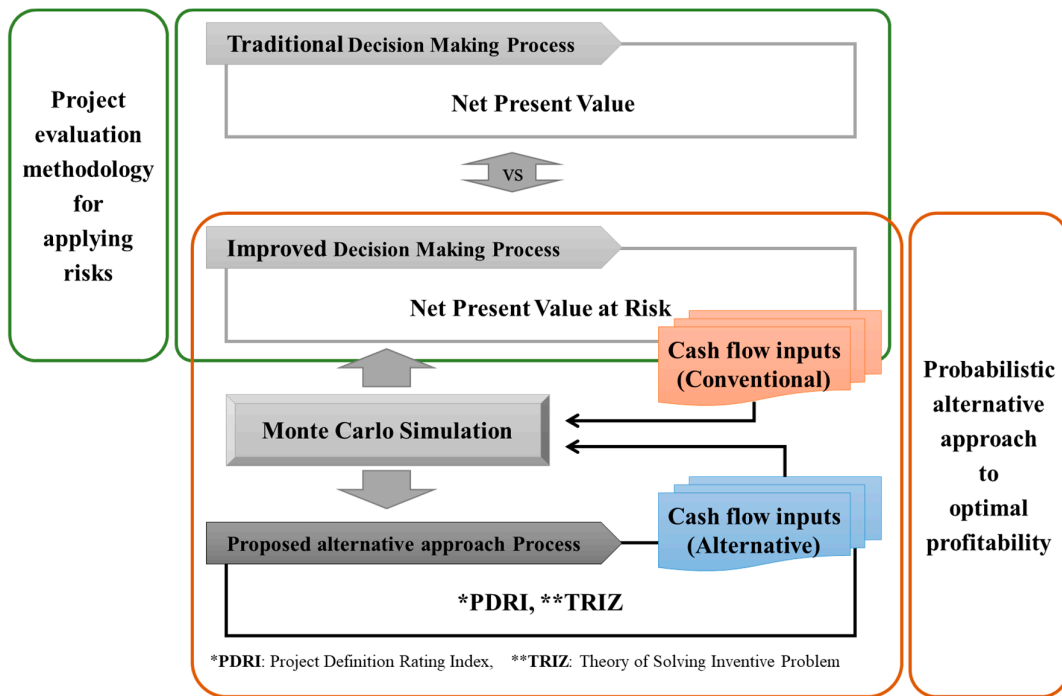 Project
evaluation
methodology
for
applying
risks
Traditional Decision Making Process
Net Present Value
vs
Improved Decision Making Process
Net Present Value at Risk
Cash flow inputs
(Conventional)
Monte Carlo Simulation
Cash flow inputs
(Alternative)
Proposed alternative approach Process
*PDRI, **TRIZ
*PDRI: Project Definition Rating Index, **TRIZ: Theory of Solving Inventive Problem
Probabilistic
alternative
approach
to
optimal
profitability